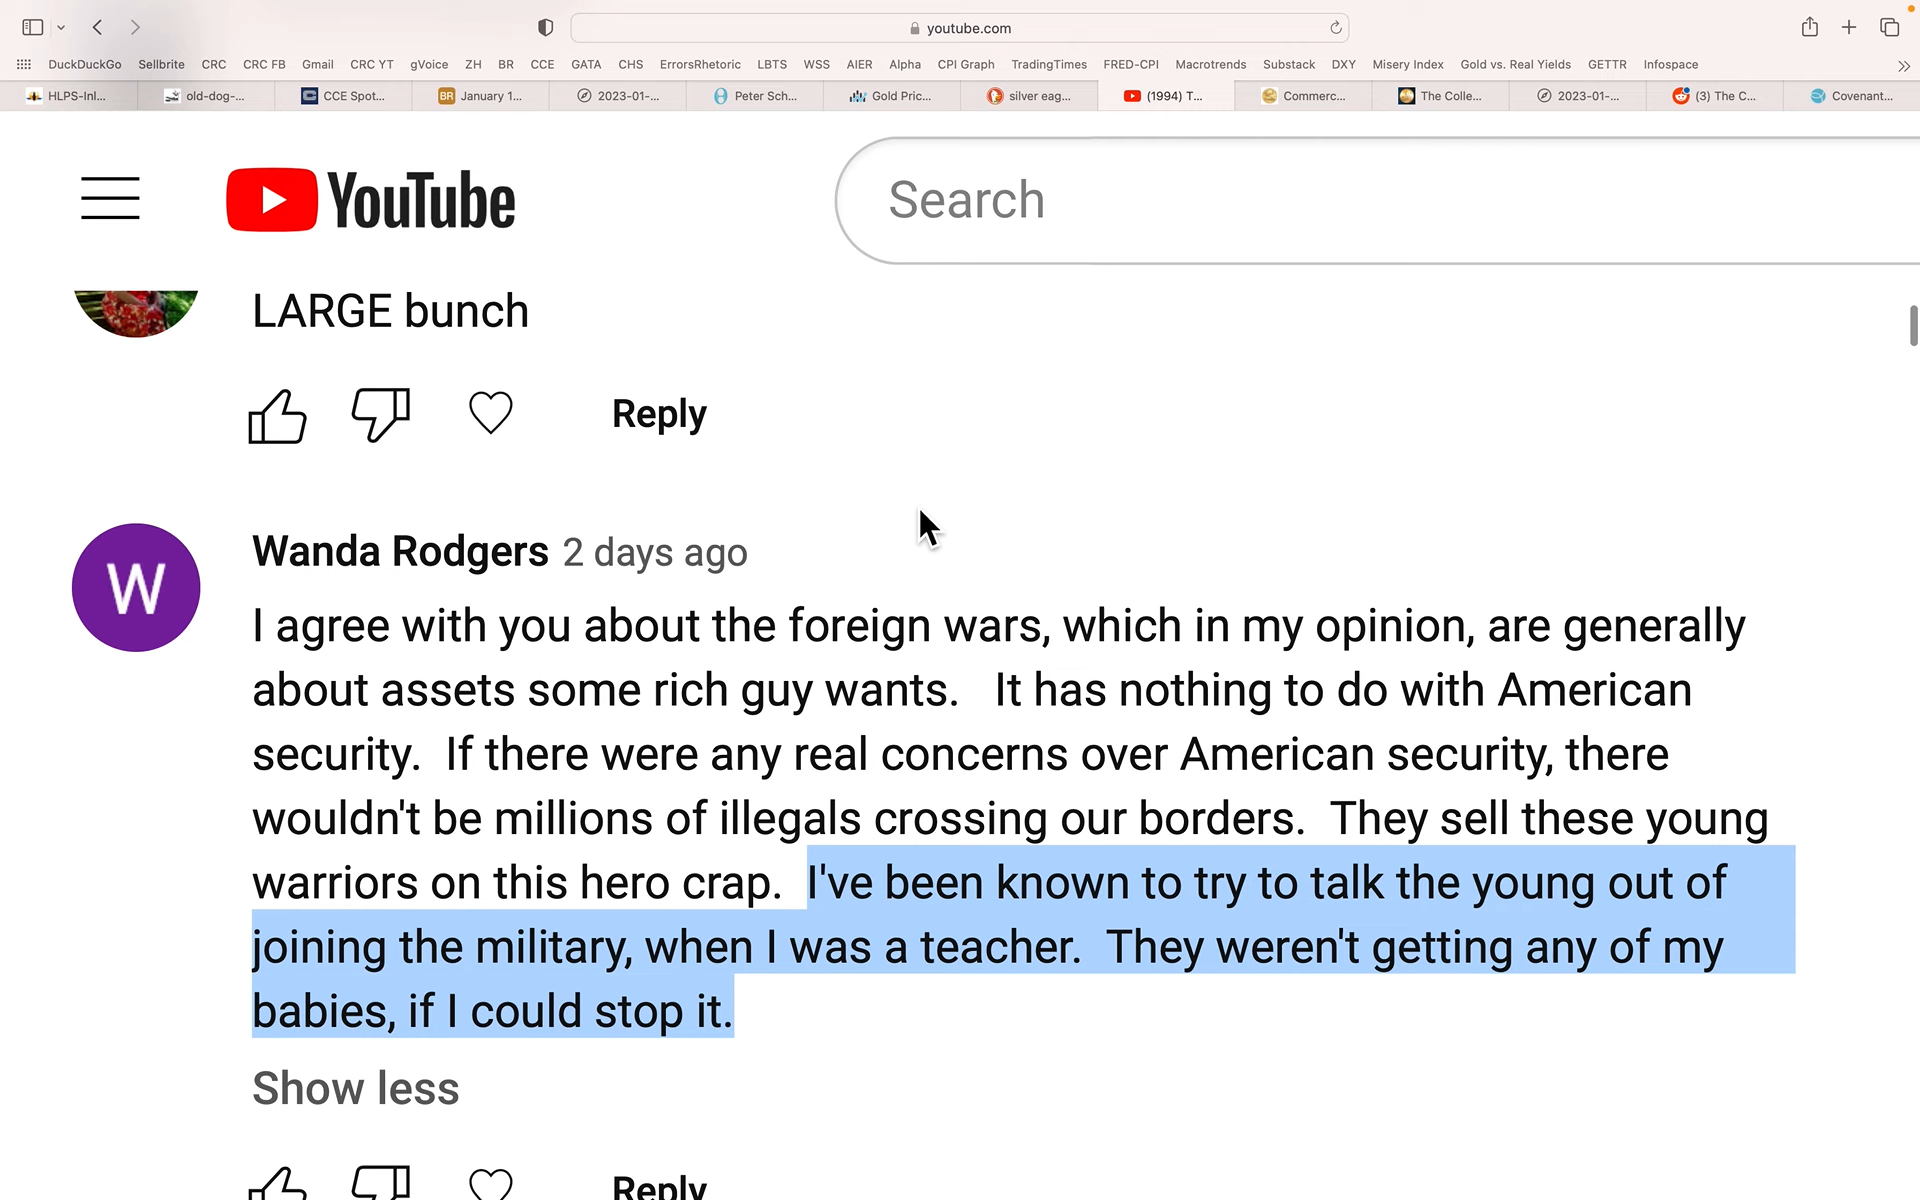 youtube.com
DuckDuckGo Sellbrite CRC CRC FB Gmail CRC YT gVoice ZH BR CCE GATA CHS ErrorsRhetoric LBTS WSS AIER Alpha CPI Graph TradingTimes FRED-CPI Macrotrends Substack DXY Misery Index Gold vs. Real Yields GETTR Infospace
HLPS-Inl... old-dog-... CCE Spot... BR January 1... 2023-01-... Peter Sch... Gold Pric... silver eag... (1994) T... Commerc... The Colle... 2023-01-... (3) The C... Covenant...
YouTube Search
LARGE bunch
Reply
W
Wanda Rodgers 2 days ago
I agree with you about the foreign wars, which in my opinion, are generally
about assets some rich guy wants.   It has nothing to do with American
security.  If there were any real concerns over American security, there
wouldn't be millions of illegals crossing our borders.  They sell these young
warriors on this hero crap.  I've been known to try to talk the young out of
joining the military, when I was a teacher.  They weren't getting any of my
babies, if I could stop it.
Show less
Reply